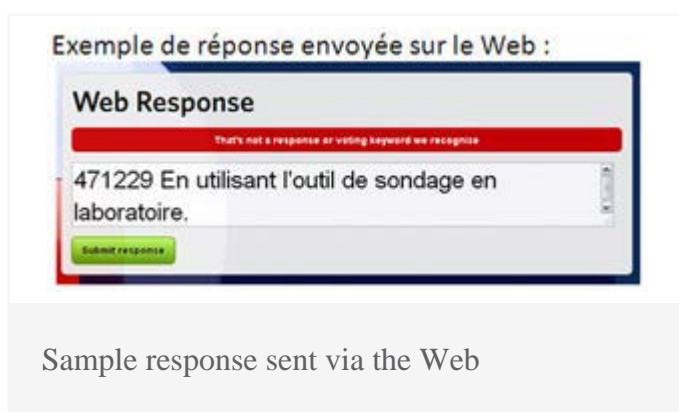 Exemple de réponse envoyée sur le Web :
Web Response
That's not a response or voting keyword we recognize
471229 En utilisant l'outil de sondage en
laboratoire.
Submit response
Sample response sent via the Web